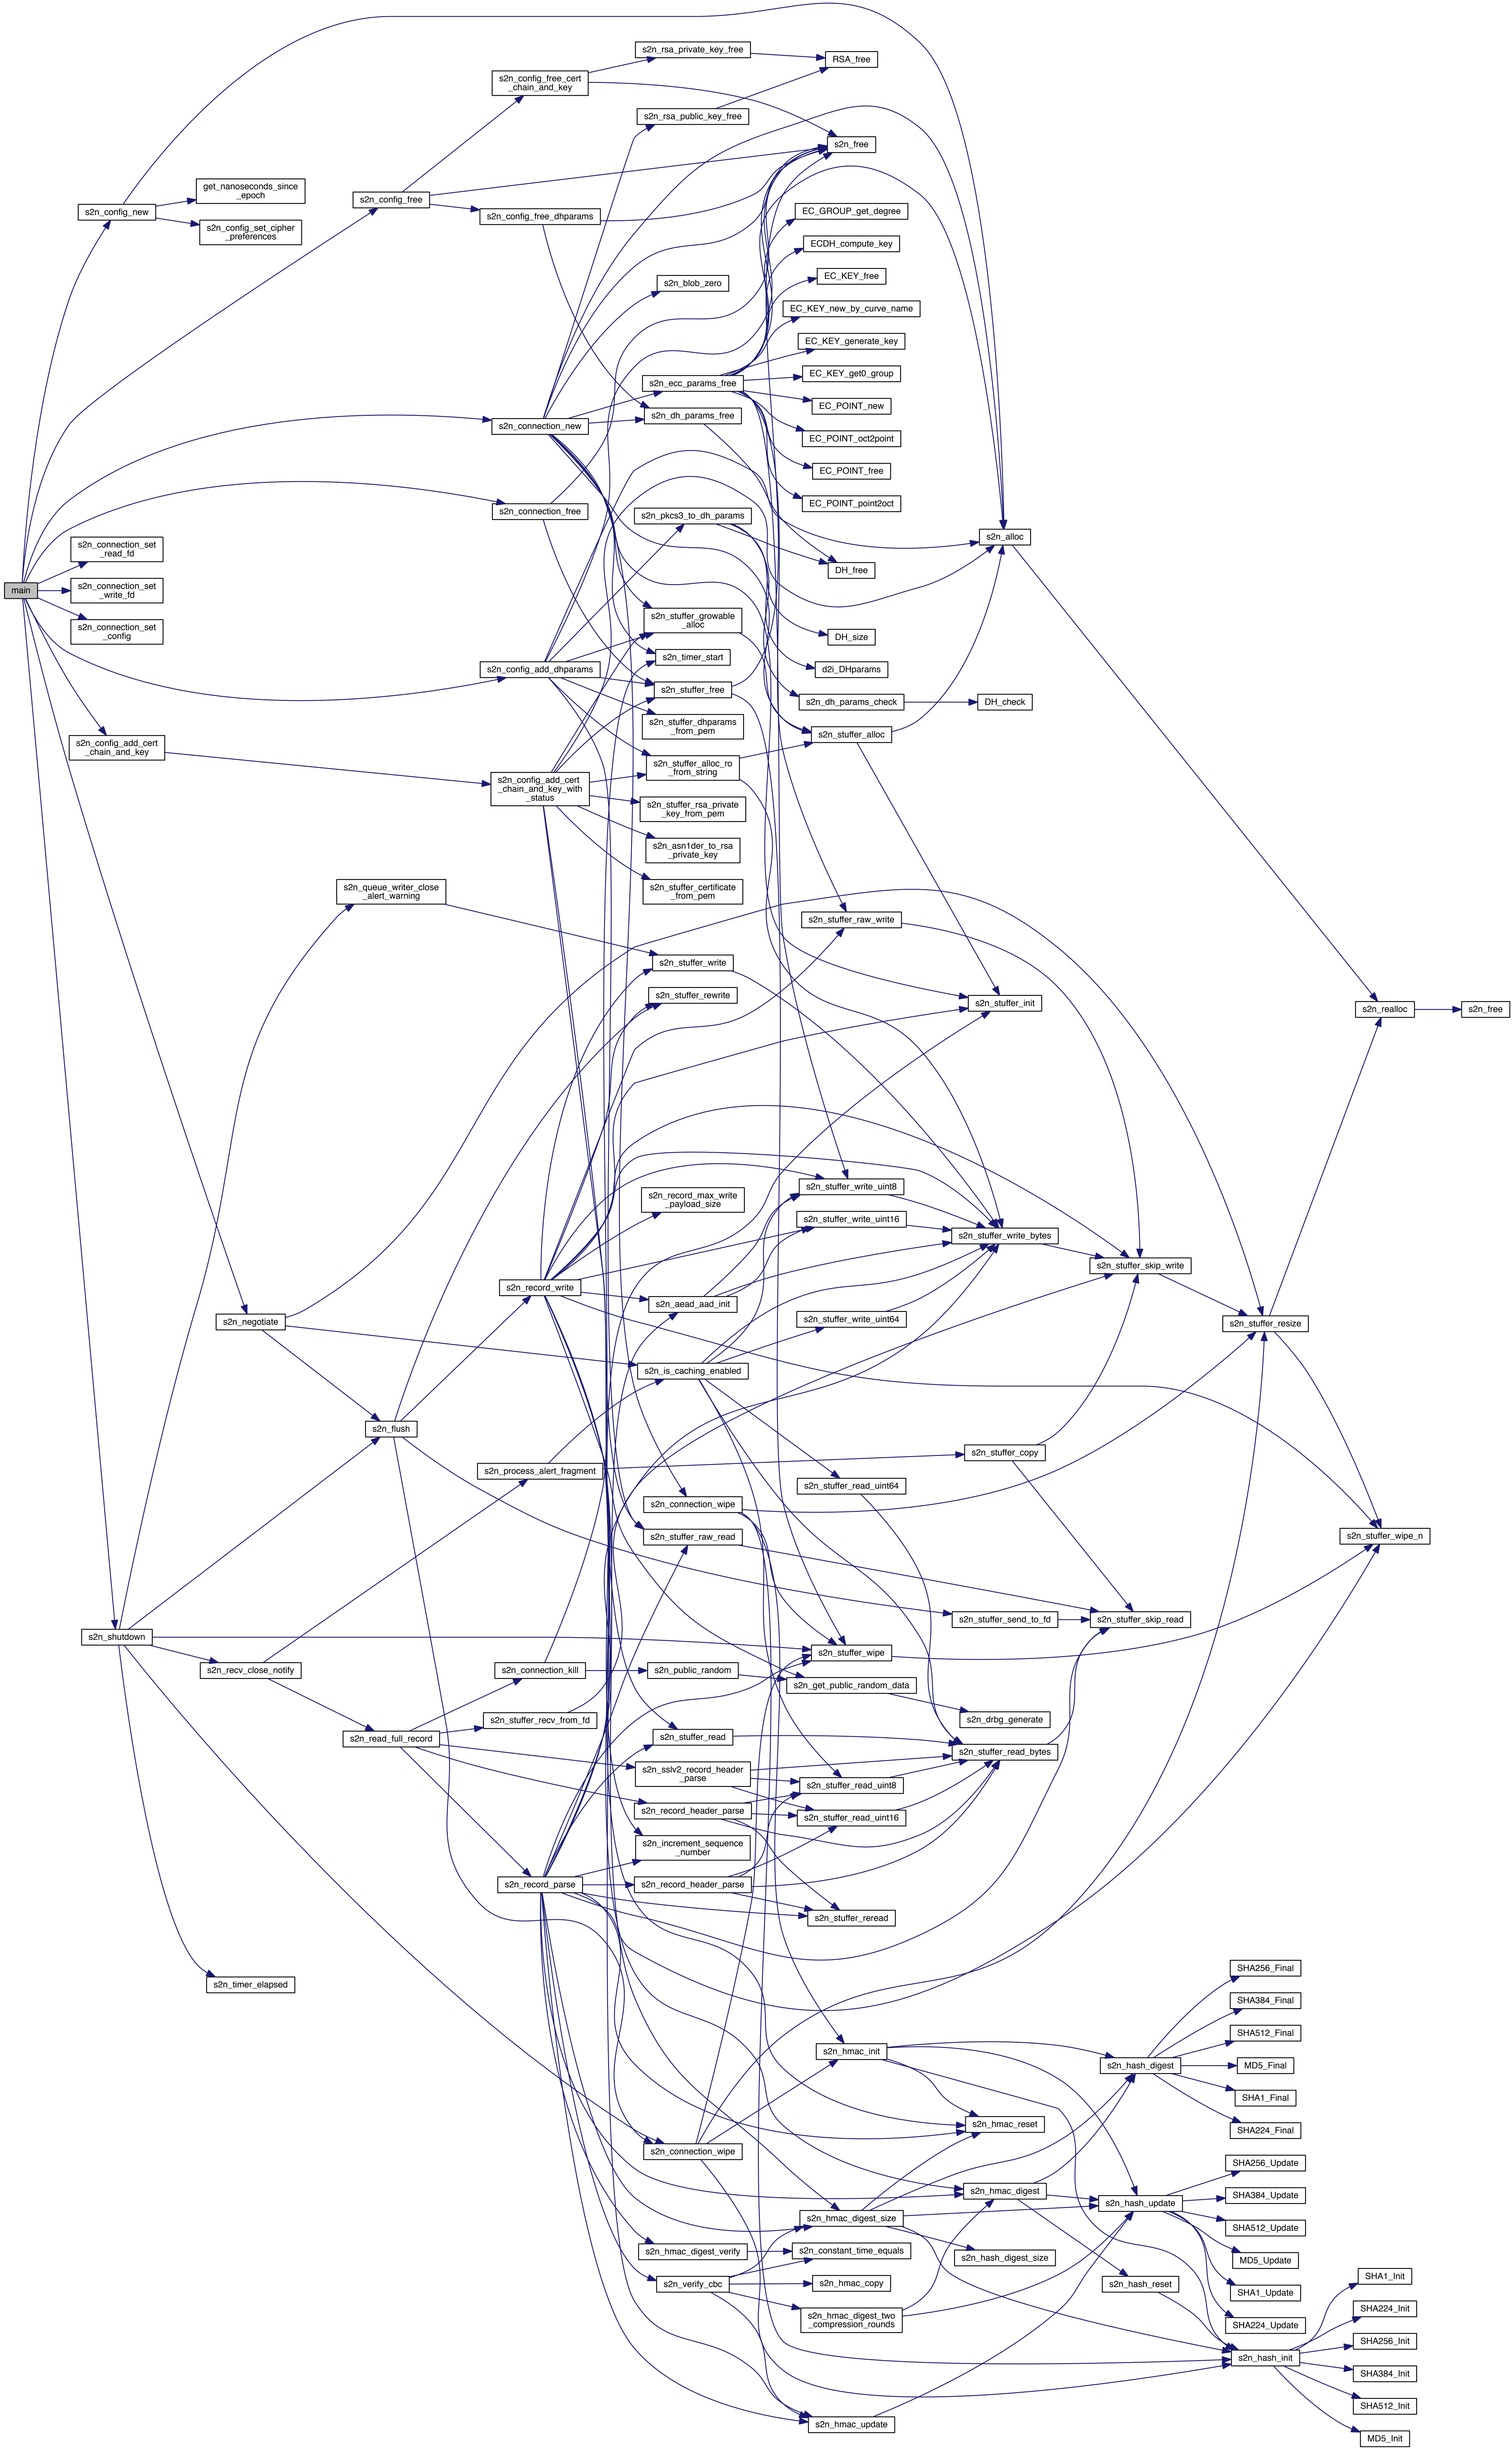 main
s2n_config_new
get_nanoseconds_since
_epoch
s2n_config_set_cipher
_preferences
s2n_config_free
s2n_config_free_cert
_chain_and_key
s2n_rsa_private_key_free
RSA_free
s2n_rsa_public_key_free
s2n_free
s2n_config_free_dhparams
EC_GROUP_get_degree
ECDH_compute_key
EC_KEY_free
s2n_blob_zero
EC_KEY_new_by_curve_name
EC_KEY_generate_key
s2n_ecc_params_free
EC_KEY_get0_group
EC_POINT_new
s2n_connection_new
s2n_dh_params_free
EC_POINT_oct2point
EC_POINT_free
EC_POINT_point2oct
s2n_connection_free
s2n_pkcs3_to_dh_params
s2n_alloc
s2n_connection_set
_read_fd
DH_free
s2n_connection_set
_write_fd
s2n_connection_set
_config
s2n_stuffer_growable
_alloc
DH_size
s2n_timer_start
d2i_DHparams
s2n_config_add_dhparams
s2n_stuffer_free
s2n_dh_params_check
DH_check
s2n_stuffer_dhparams
_from_pem
s2n_stuffer_alloc
s2n_config_add_cert
_chain_and_key
s2n_stuffer_alloc_ro
_from_string
s2n_config_add_cert
_chain_and_key_with
_status
s2n_stuffer_rsa_private
_key_from_pem
s2n_asn1der_to_rsa
_private_key
s2n_stuffer_certificate
_from_pem
s2n_queue_writer_close
_alert_warning
s2n_stuffer_raw_write
s2n_stuffer_write
s2n_stuffer_rewrite
s2n_stuffer_init
s2n_realloc
s2n_free
s2n_stuffer_write_uint8
s2n_record_max_write
_payload_size
s2n_stuffer_write_uint16
s2n_stuffer_write_bytes
s2n_stuffer_skip_write
s2n_record_write
s2n_aead_aad_init
s2n_stuffer_write_uint64
s2n_negotiate
s2n_stuffer_resize
s2n_is_caching_enabled
s2n_flush
s2n_stuffer_copy
s2n_process_alert_fragment
s2n_stuffer_read_uint64
s2n_connection_wipe
s2n_stuffer_raw_read
s2n_stuffer_wipe_n
s2n_stuffer_send_to_fd
s2n_stuffer_skip_read
s2n_shutdown
s2n_stuffer_wipe
s2n_recv_close_notify
s2n_connection_kill
s2n_public_random
s2n_get_public_random_data
s2n_stuffer_recv_from_fd
s2n_drbg_generate
s2n_read_full_record
s2n_stuffer_read
s2n_stuffer_read_bytes
s2n_sslv2_record_header
_parse
s2n_stuffer_read_uint8
s2n_record_header_parse
s2n_stuffer_read_uint16
s2n_increment_sequence
_number
s2n_record_parse
s2n_record_header_parse
s2n_stuffer_reread
s2n_timer_elapsed
SHA256_Final
SHA384_Final
SHA512_Final
s2n_hmac_init
s2n_hash_digest
MD5_Final
SHA1_Final
SHA224_Final
s2n_hmac_reset
s2n_connection_wipe
SHA256_Update
s2n_hmac_digest
SHA384_Update
s2n_hash_update
s2n_hmac_digest_size
SHA512_Update
s2n_hmac_digest_verify
s2n_constant_time_equals
s2n_hash_digest_size
MD5_Update
s2n_verify_cbc
s2n_hmac_copy
s2n_hash_reset
SHA1_Update
SHA1_Init
s2n_hmac_digest_two
_compression_rounds
SHA224_Update
SHA224_Init
SHA256_Init
s2n_hash_init
SHA384_Init
SHA512_Init
s2n_hmac_update
MD5_Init